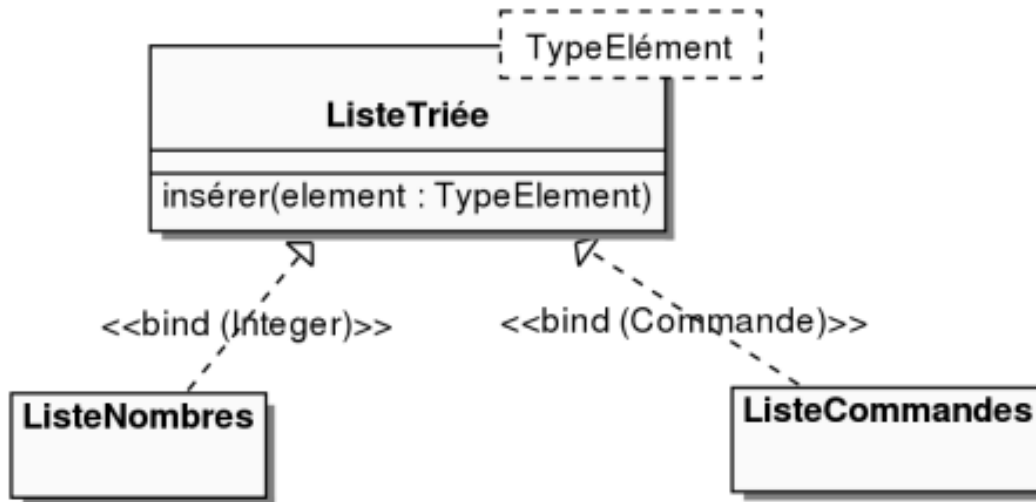 TypeElément
ListeTriée
insérer(element : TypeElement)
<<bind (Integer)>>
<<bind (Commande)>>
ListeNombres
ListeCommandes